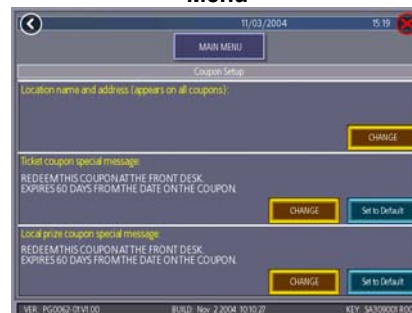 Menu
11/03/2004 15:19
MAIN MENU
Coupon Setup
Location name and address (appears on all coupons):
CHANGE
Ticket coupon special message:
REDEEM THIS COUPON AT THE FRONT DESK.
EXPIRES 60 DAYS FROM THE DATE ON THE COUPON.
CHANGE Set to Default
Local prize coupon special message:
REDEEM THIS COUPON AT THE FRONT DESK.
EXPIRES 60 DAYS FROM THE DATE ON THE COUPON.
CHANGE Set to Default
VER: PG0062-01V1.00 BUILD: Nov 2 2004 10:10:27 KEY: SA309001 R00